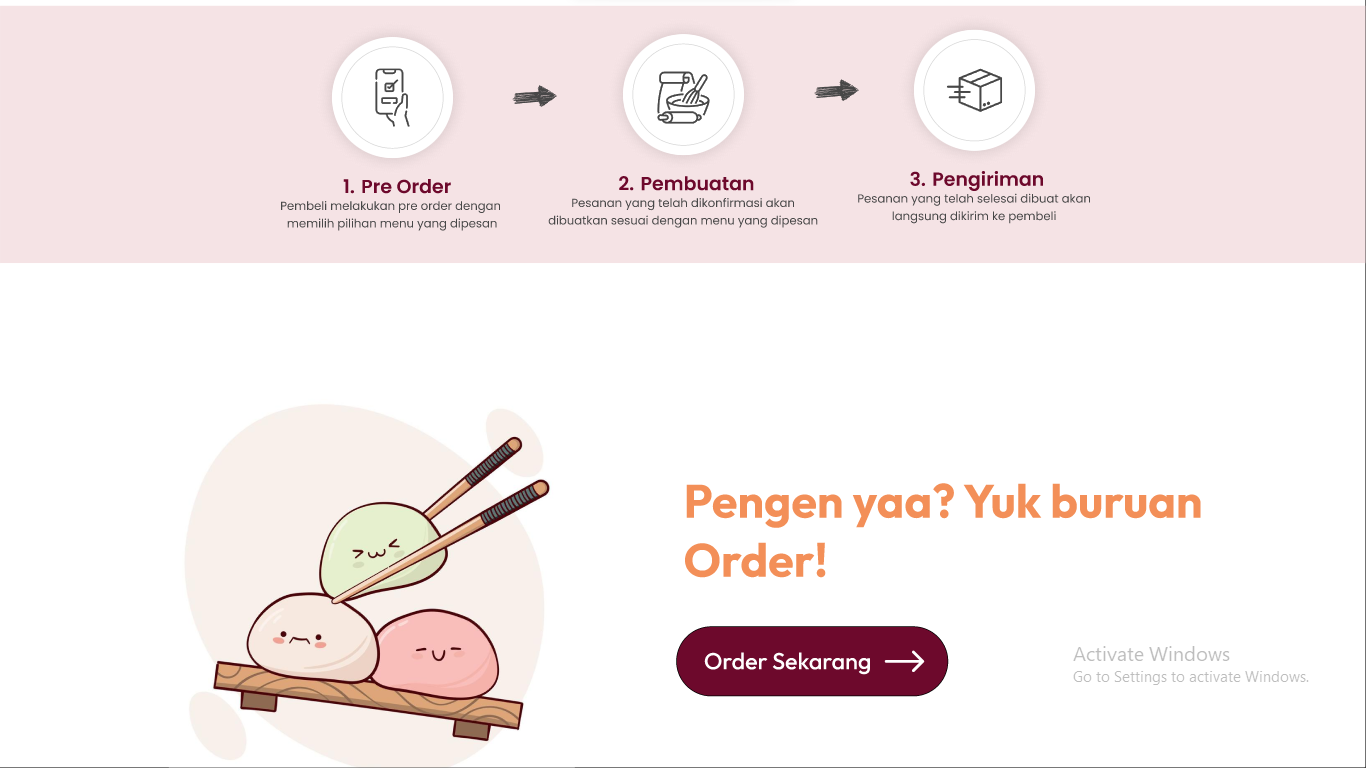 1. Pre Order
Pembeli melakukan pre order dengan
memilih pilihan menu yang dipesan
2. Pembuatan
Pesanan yang telah dikonfirmasi akan
dibuatkan sesuai dengan menu yang dipesan
3. Pengiriman
Pesanan yang telah selesai dibuat akan
langsung dikirim ke pembeli
Pengen yaa? Yuk buruan
Order!
Order Sekarang
Activate Windows
Go to Settings to activate Windows.